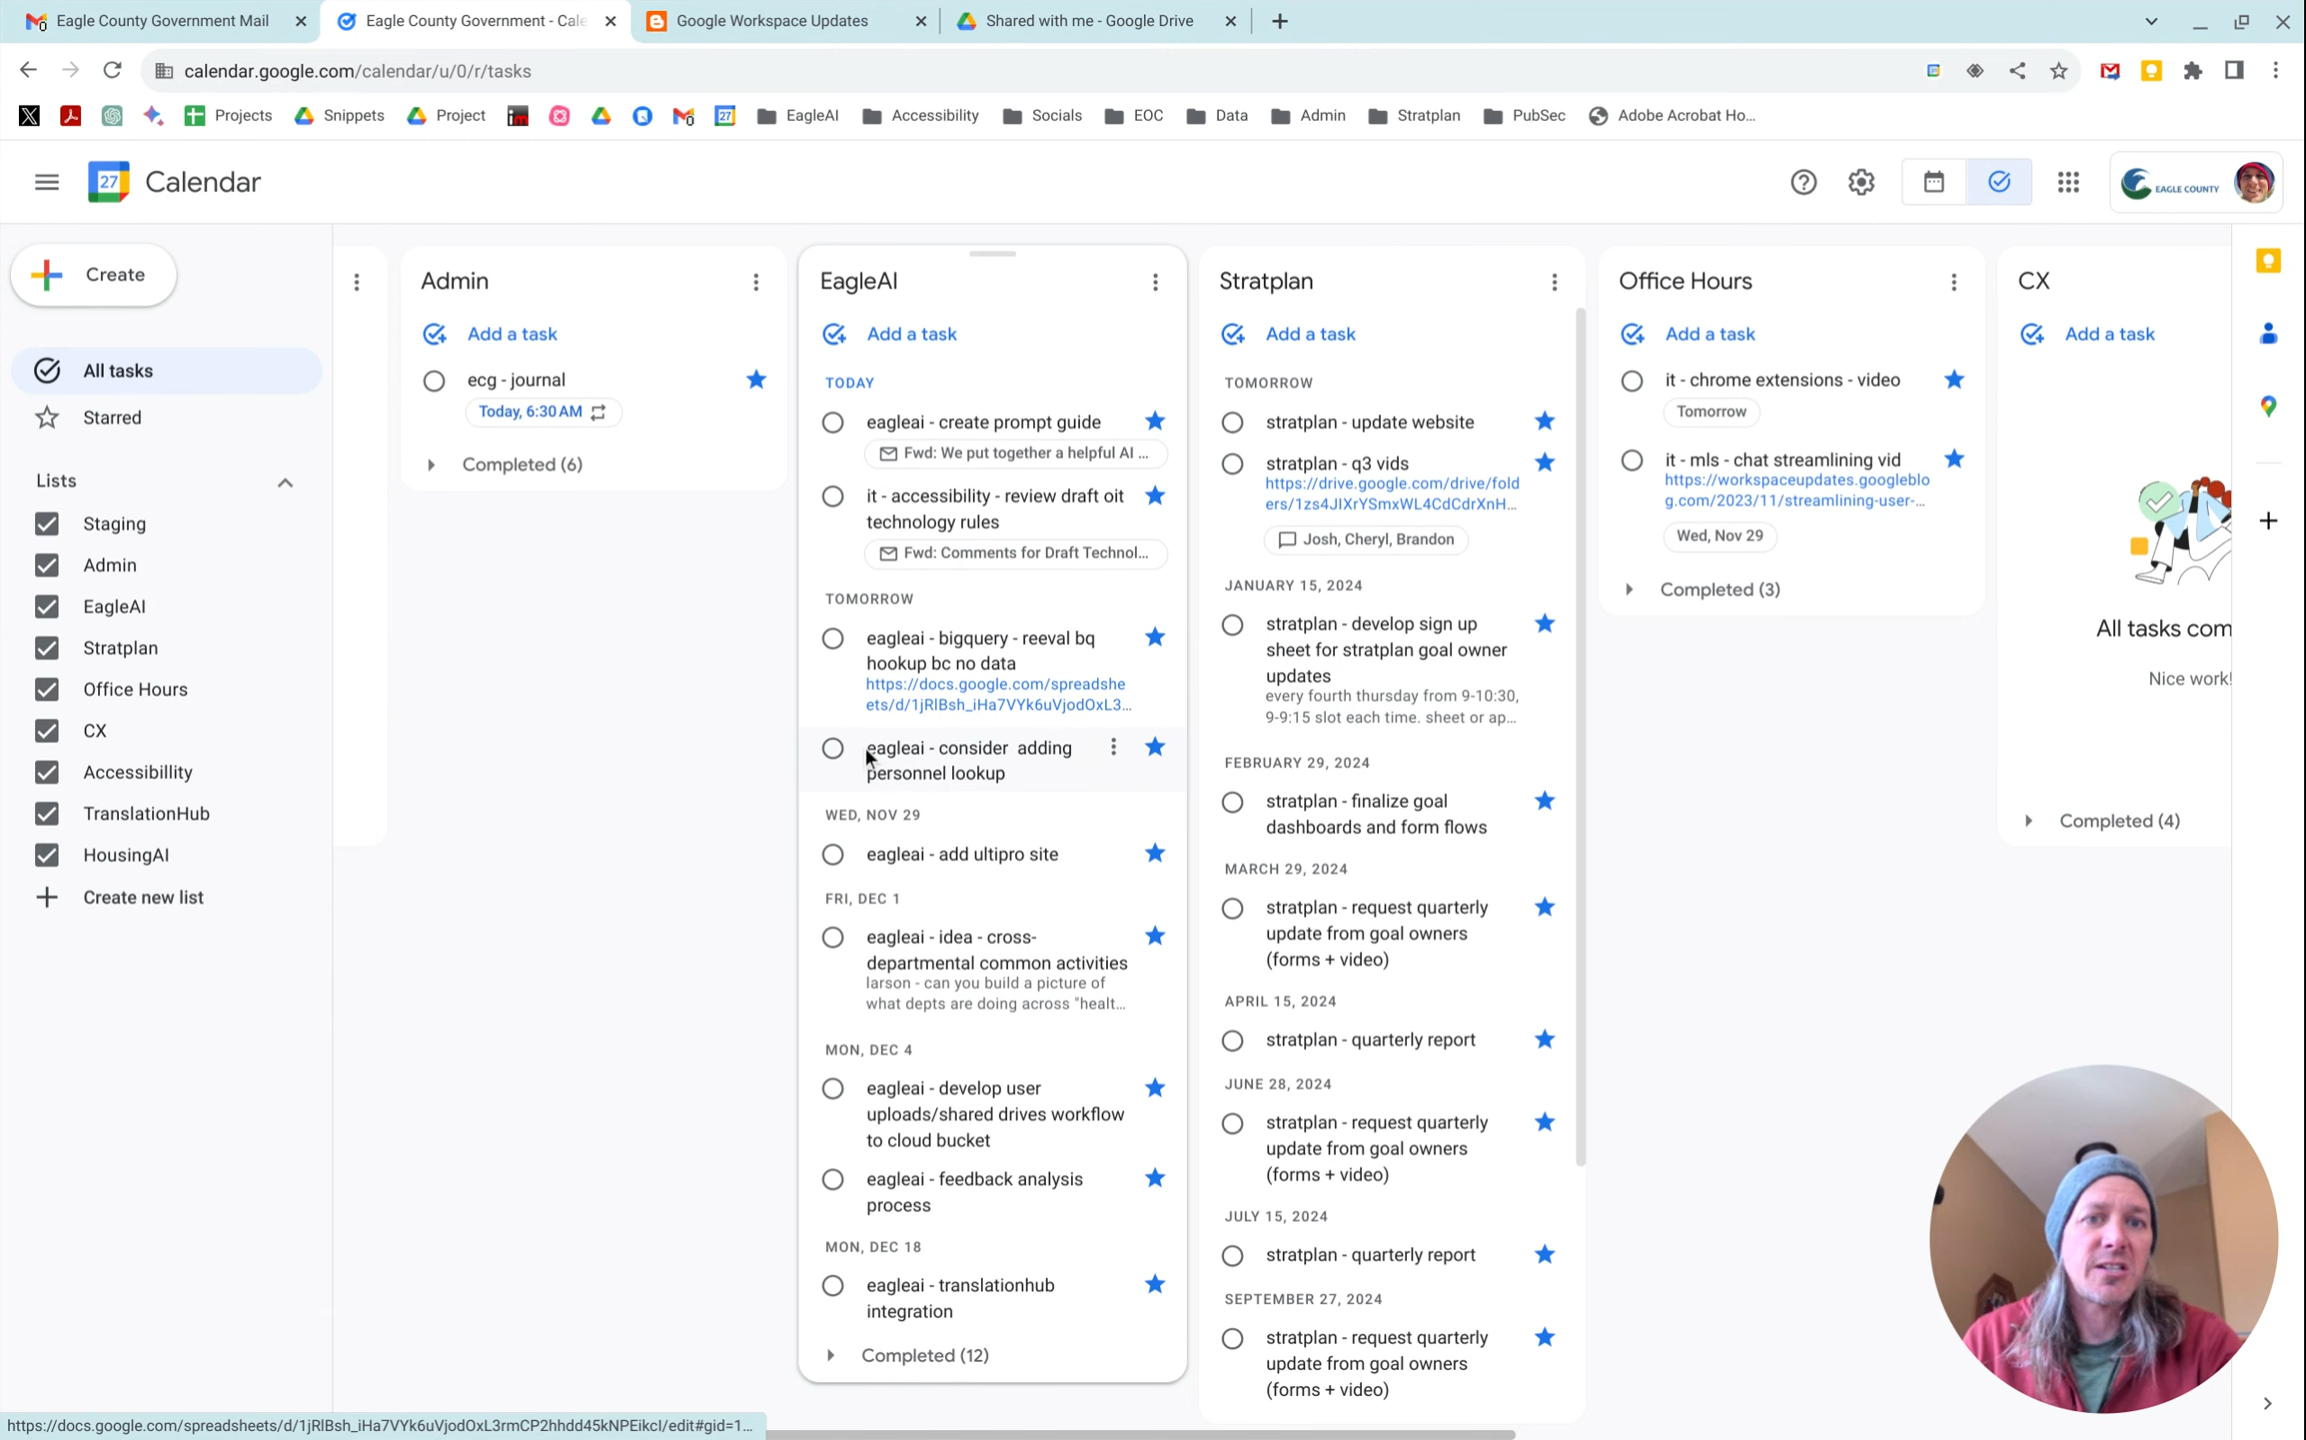 Eagle County Government Mail
Eagle County Government - Cale
Google Workspace Updates
Shared with me - Google Drive
calendar.google.com/calendar/u/0/r/tasks
Projects
Snippets
Project
EagleAI
Accessibility
Socials
EOC
Data
Admin
Stratplan
PubSec
Adobe Acrobat Ho...
27
Calendar
EAGLE COUNTY
Create
All tasks
Starred
Lists
Staging
Admin
EagleAI
Stratplan
Office Hours
CX
Accessibillity
TranslationHub
HousingAI
Create new list
Admin
Add a task
ecg - journal
Today, 6:30 AM
Completed (6)
EagleAI
Add a task
TODAY
eagleai - create prompt guide
Fwd: We put together a helpful AI ...
it - accessibility - review draft oit
technology rules
Fwd: Comments for Draft Technol...
TOMORROW
eagleai - bigquery - reeval bq
hookup bc no data
https://docs.google.com/spreadshe
ets/d/1jRlBsh_iHa7VYk6uVjodOxL3...
eagleai - consider  adding
personnel lookup
WED, NOV 29
eagleai - add ultipro site
FRI, DEC 1
eagleai - idea - cross-
departmental common activities
larson - can you build a picture of
what depts are doing across "healt...
MON, DEC 4
eagleai - develop user
uploads/shared drives workflow
to cloud bucket
eagleai - feedback analysis
process
MON, DEC 18
eagleai - translationhub
integration
Completed (12)
Stratplan
Add a task
TOMORROW
stratplan - update website
stratplan - q3 vids
https://drive.google.com/drive/fold
ers/1zs4JIXrYSmxWL4CdCdrXnH...
Josh, Cheryl, Brandon
JANUARY 15, 2024
stratplan - develop sign up
sheet for stratplan goal owner
updates
every fourth thursday from 9-10:30,
9-9:15 slot each time. sheet or ap...
FEBRUARY 29, 2024
stratplan - finalize goal
dashboards and form flows
MARCH 29, 2024
stratplan - request quarterly
update from goal owners
(forms + video)
APRIL 15, 2024
stratplan - quarterly report
JUNE 28, 2024
stratplan - request quarterly
update from goal owners
(forms + video)
JULY 15, 2024
stratplan - quarterly report
SEPTEMBER 27, 2024
stratplan - request quarterly
update from goal owners
(forms + video)
Office Hours
Add a task
it - chrome extensions - video
Tomorrow
it - mls - chat streamlining vid
https://workspaceupdates.googleblo
g.com/2023/11/streamlining-user-...
Wed, Nov 29
Completed (3)
CX
Add a task
All tasks com
Nice work!
Completed (4)
https://docs.google.com/spreadsheets/d/1jRlBsh_iHa7VYk6uVjodOxL3rmCP2hhdd45kNPEikcI/edit#gid=1...